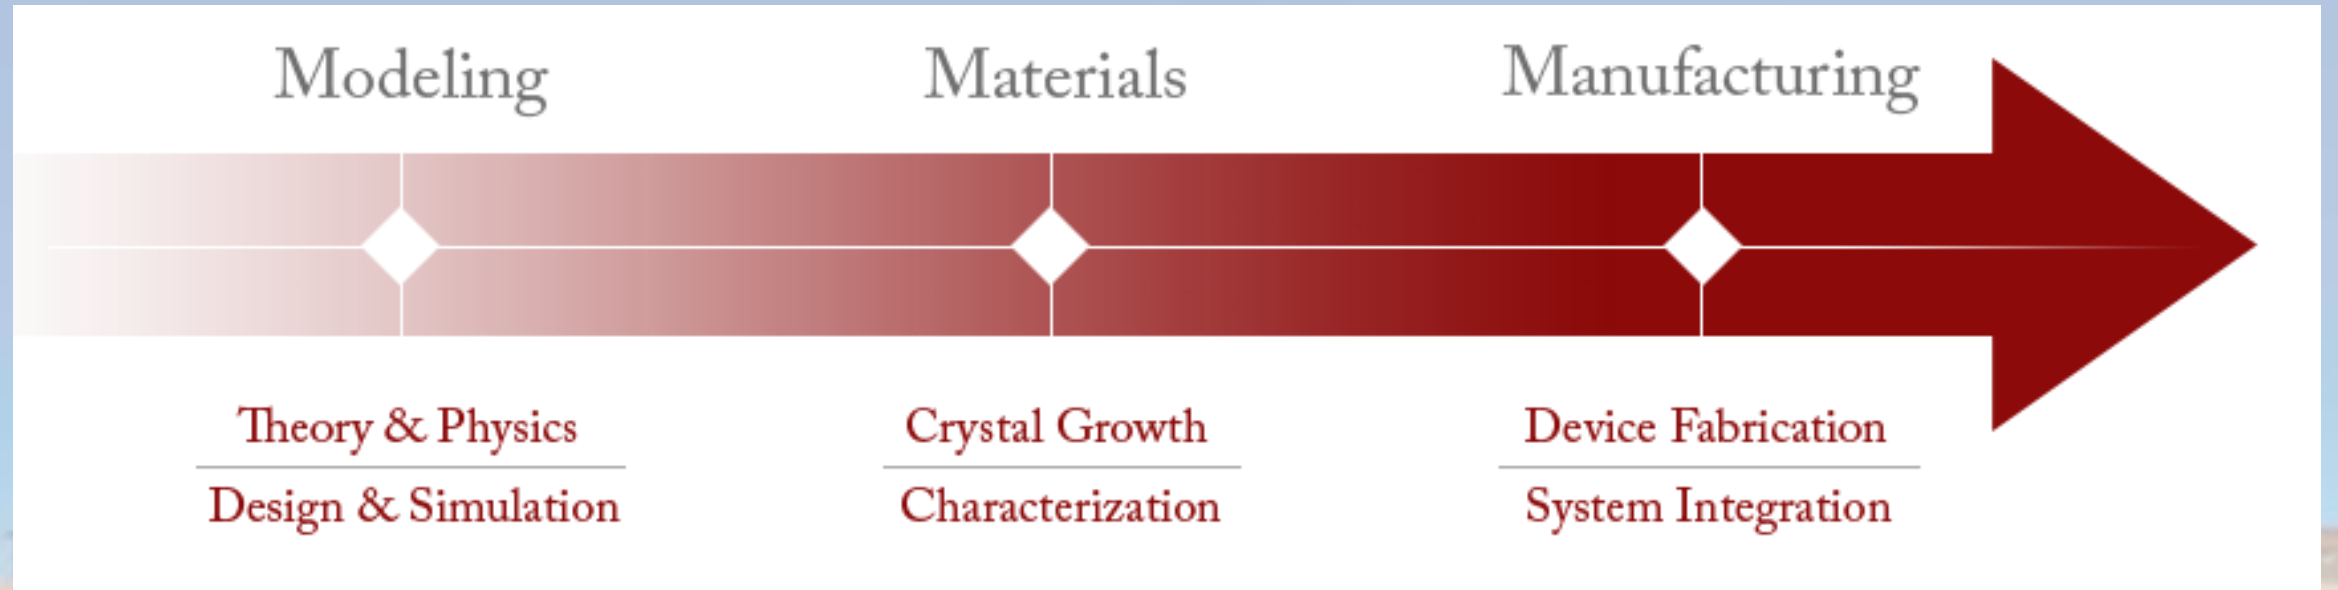 Modeling
Materials
Manufacturing
Theory & Physics
Design & Simulation
Crystal Growth
Characterization
Device Fabrication
System Integration